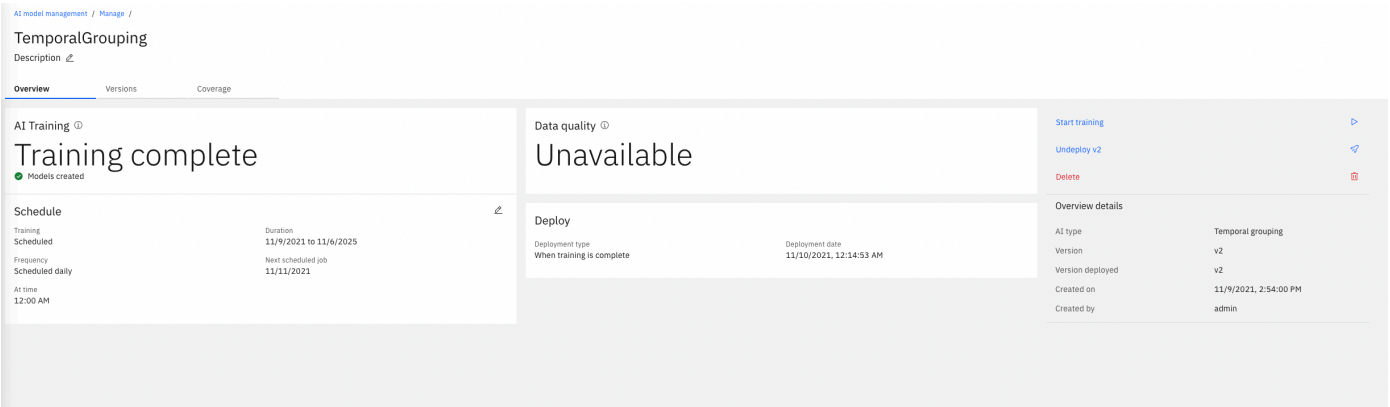 AI model management / Manage /
TemporalGrouping
Description
Overview Versions Coverage
AI Training
Training complete
Models created
Schedule
Training
Scheduled
Duration
11/9/2021 to 11/6/2025
Frequency
Scheduled daily
Next scheduled job
11/11/2021
At time
12:00 AM
Data quality
Unavailable
Deploy
Deployment type
When training is complete
Deployment date
11/10/2021, 12:14:53 AM
Start training
Undeploy v2
Delete
Overview details
AI type Temporal grouping
Version v2
Version deployed v2
Created on 11/9/2021, 2:54:00 PM
Created by admin